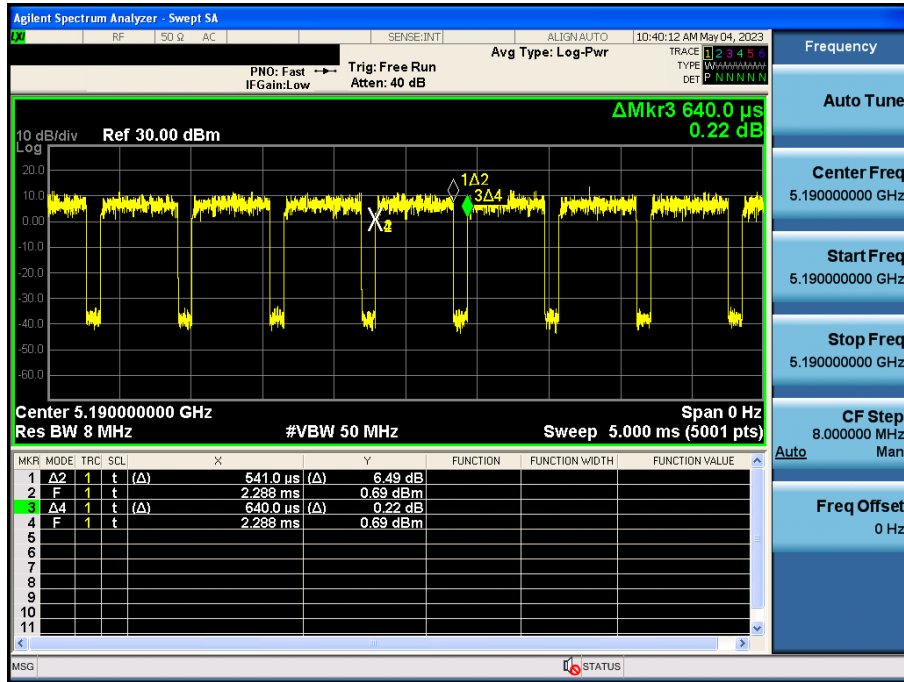 Agilent Spectrum Analyzer - Swept SA
LXI RF 50 Ω AC SENSE:INT ALIGN AUTO 10:40:12 AM May 04, 2023
PNO: Fast Trig: Free Run Avg Type: Log-Pwr TRACE 1 2 3 4 5 6
IFGain:Low Atten: 40 dB TYPE WWWWWWW
DET P N N N N N
ΔMkr3 640.0 µs
0.22 dB
10 dB/div Ref 30.00 dBm
Log
20.0
10.0
0.00
-10.0
-20.0
-30.0
-40.0
-50.0
-60.0
1Δ2
3Δ4
Center 5.190000000 GHz Span 0 Hz
Res BW 8 MHz #VBW 50 MHz Sweep 5.000 ms (5001 pts)
MKR MODE TRC SCL X Y FUNCTION FUNCTION WIDTH FUNCTION VALUE
1 Δ2 1 t (Δ) 541.0 µs (Δ) 6.49 dB
2 F 1 t 2.288 ms 0.69 dBm
3 Δ4 1 t (Δ) 640.0 µs (Δ) 0.22 dB
4 F 1 t 2.288 ms 0.69 dBm
5
6
7
8
9
10
11
MSG STATUS
Frequency
Auto Tune
Center Freq
5.190000000 GHz
Start Freq
5.190000000 GHz
Stop Freq
5.190000000 GHz
CF Step
8.000000 MHz
Auto Man
Freq Offset
0 Hz